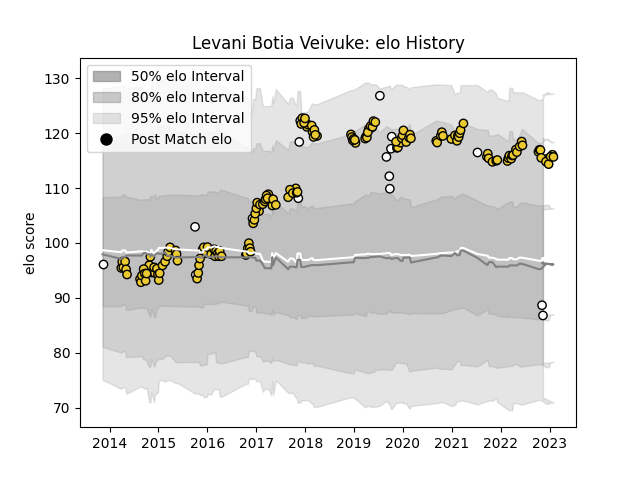 Levani Botia Veivuke: elo History
50% elo Interval
80% elo Interval
95% elo Interval
Post Match elo
elo score
130
120
110
100
90
80
70
2014 2015 2016 2017 2018 2019 2020 2021 2022 2023